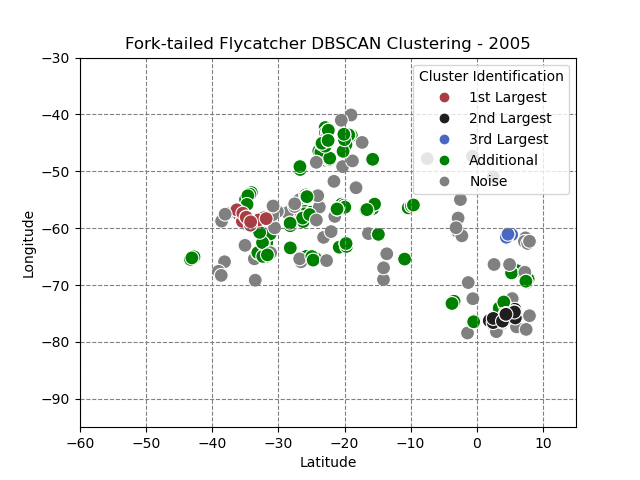 Fork-tailed Flycatcher DBSCAN Clustering - 2005
Cluster Identification
1st Largest
2nd Largest
3rd Largest
Additional
Noise
−30
−40
−50
−60
−70
−80
−90
Longitude
−60
−50
−40
−30
−20
−10
0
10
Latitude